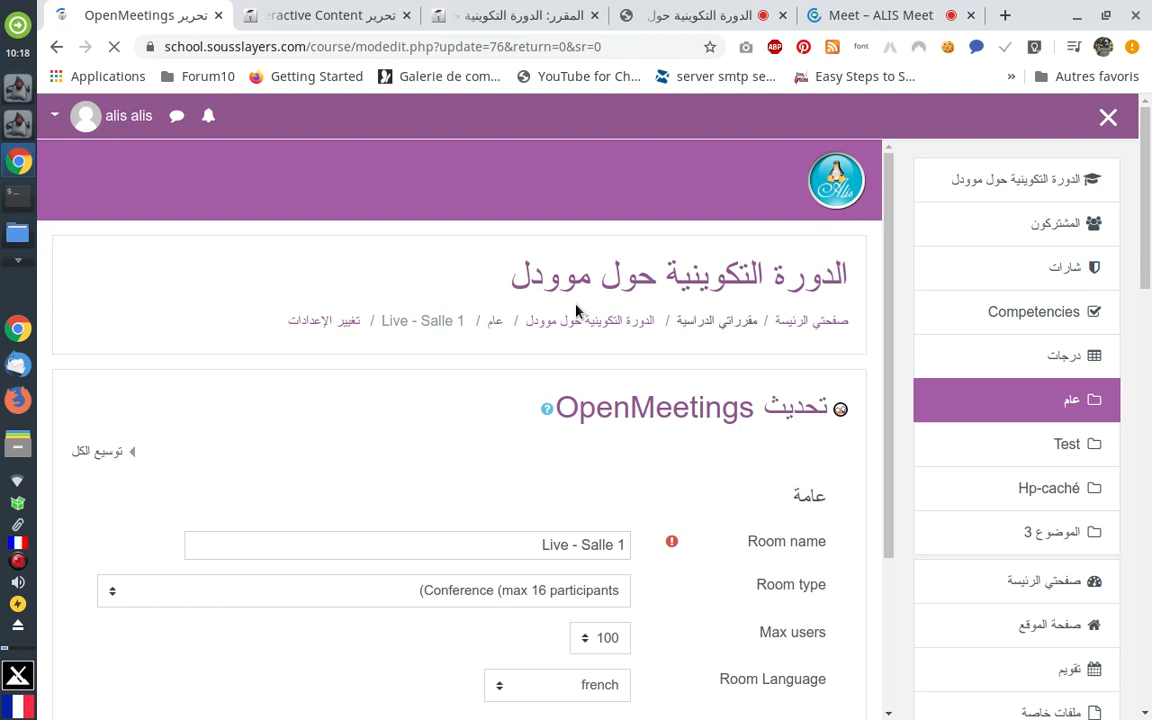 تحرير OpenMeetings
تحرير eractive Content
المقرر: الدورة التكوينية >
الدورة التكوينية حول
Meet – ALIS Meet
10:18
school.sousslayers.com/course/modedit.php?update=76&return=0&sr=0
font
ABP
Applications
Forum10
Getting Started
Galerie de com...
YouTube for Ch...
server smtp se...
Easy Steps to S...
»
Autres favoris
alis alis
Alis
الدورة التكوينية حول موودل
صفحتي الرئيسة / مقرراتي الدراسية / الدورة التكوينية حول موودل / عام / Live - Salle 1 / تغيير الإعدادات
تحديث OpenMeetings
توسيع الكل
عامة
Room name
Live - Salle 1
Room type
Conference (max 16 participants)
Max users
100
Room Language
french
الدورة التكوينية حول موودل
المشتركون
شارات
Competencies
درجات
عام
Test
Hp-caché
الموضوع 3
صفحتي الرئيسة
صفحة الموقع
تقويم
ملفات خاصة